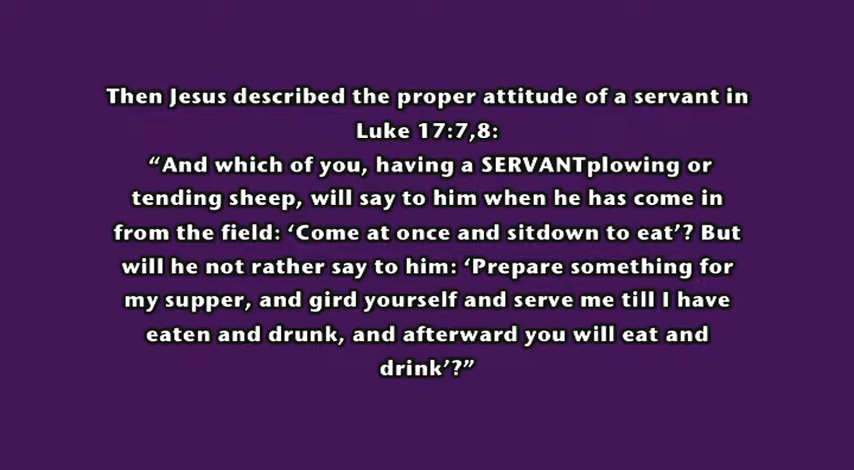 Then Jesus described the proper attitude of a servant in
Luke 17:7,8:
“And which of you, having a SERVANTplowing or
tending sheep, will say to him when he has come in
from the field: ‘Come at once and sitdown to eat’? But
will he not rather say to him: ‘Prepare something for
my supper, and gird yourself and serve me till I have
eaten and drunk, and afterward you will eat and
drink’?”